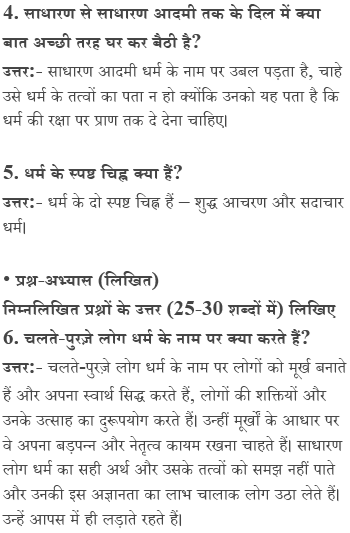 4. साधारण से साधारण आदमी तक के दिल में क्या
बात अच्छी तरह घर कर बैठी है?
उत्तर:- साधारण आदमी धर्म के नाम पर उबल पड़ता है, चाहे
उसे धर्म के तत्वों का पता न हो क्योंकि उनको यह पता है कि
धर्म की रक्षा पर प्राण तक दे देना चाहिए।
5. धर्म के स्पष्ट चिह्न क्या हैं?
उत्तर:- धर्म के दो स्पष्ट चिह्न हैं – शुद्ध आचरण और सदाचार
धर्म।
• प्रश्न-अभ्यास (लिखित)
निम्नलिखित प्रश्नों के उत्तर (25-30 शब्दों में) लिखिए
6. चलते-पुरज़े लोग धर्म के नाम पर क्या करते हैं?
उत्तर:- चलते-पुरज़े लोग धर्म के नाम पर लोगों को मूर्ख बनाते
हैं और अपना स्वार्थ सिद्ध करते हैं, लोगों की शक्तियों और
उनके उत्साह का दुरूपयोग करते हैं। उन्हीं मूर्खों के आधार पर
वे अपना बड़पन्न और नेतृत्व कायम रखना चाहते हैं। साधारण
लोग धर्म का सही अर्थ और उसके तत्वों को समझ नहीं पाते
और उनकी इस अज्ञानता का लाभ चालाक लोग उठा लेते हैं।
उन्हें आपस में ही लड़ाते रहते हैं।